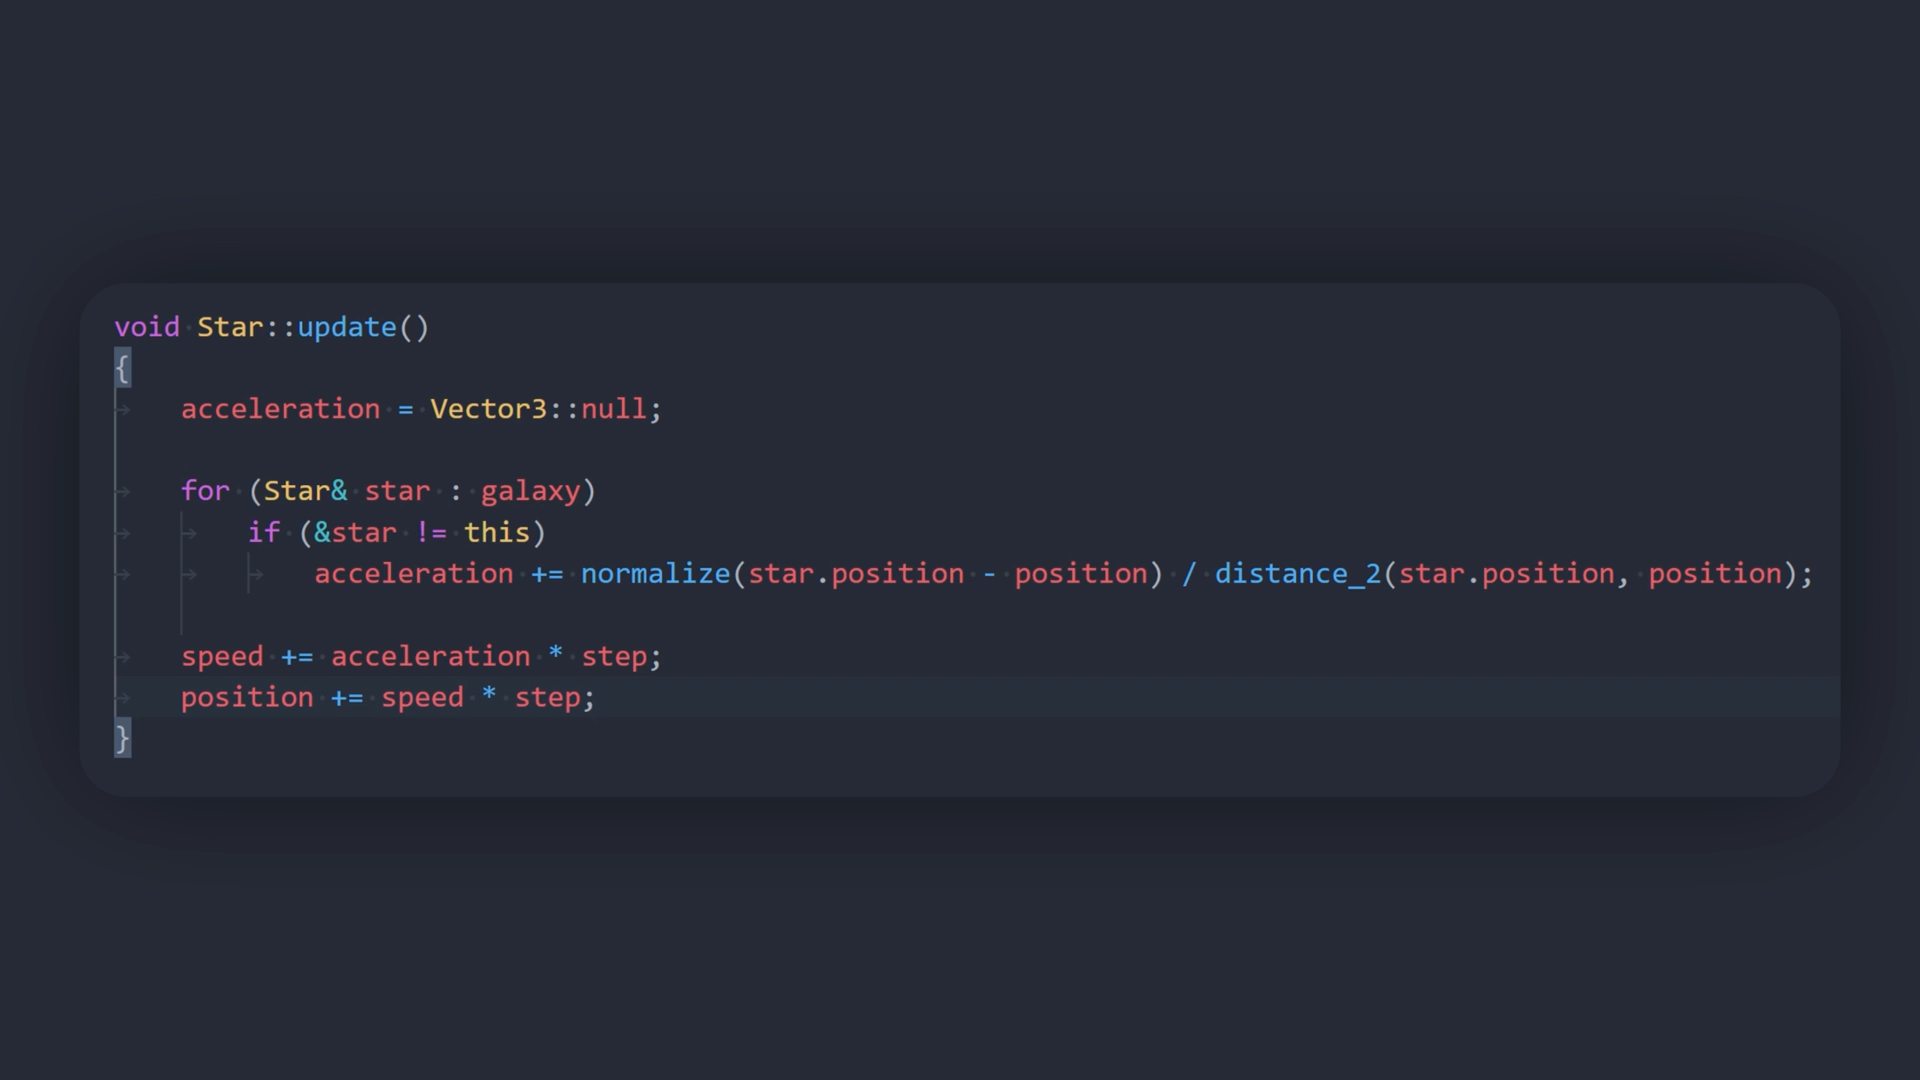 void Star::update()
{
acceleration = Vector3::null;
for (Star& star : galaxy)
if (&star != this)
acceleration += normalize(star.position - position) / distance_2(star.position, position);
speed += acceleration * step;
position += speed * step;
}